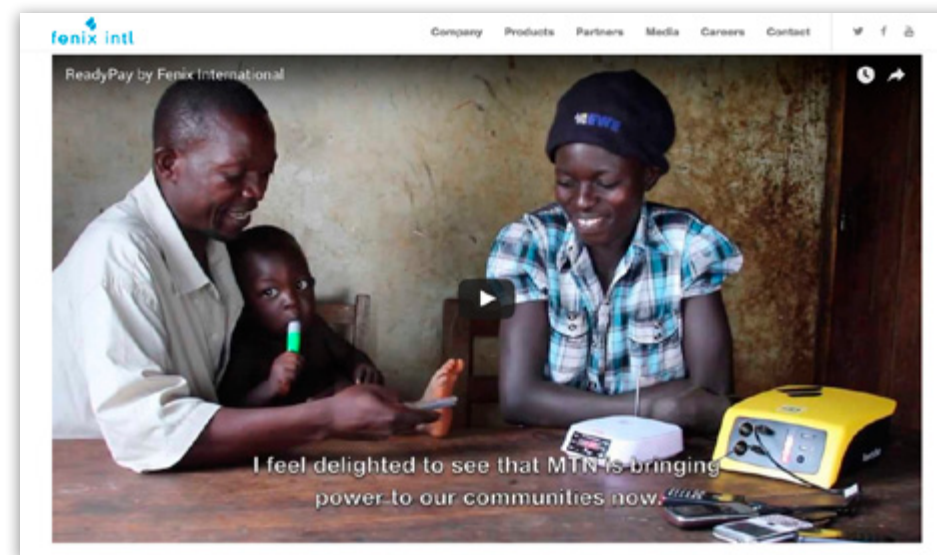 fenix intl
Company Products Partners Media Careers Contact
ReadyPay by Fenix International
I feel delighted to see that MTN is bringing
power to our communities now.